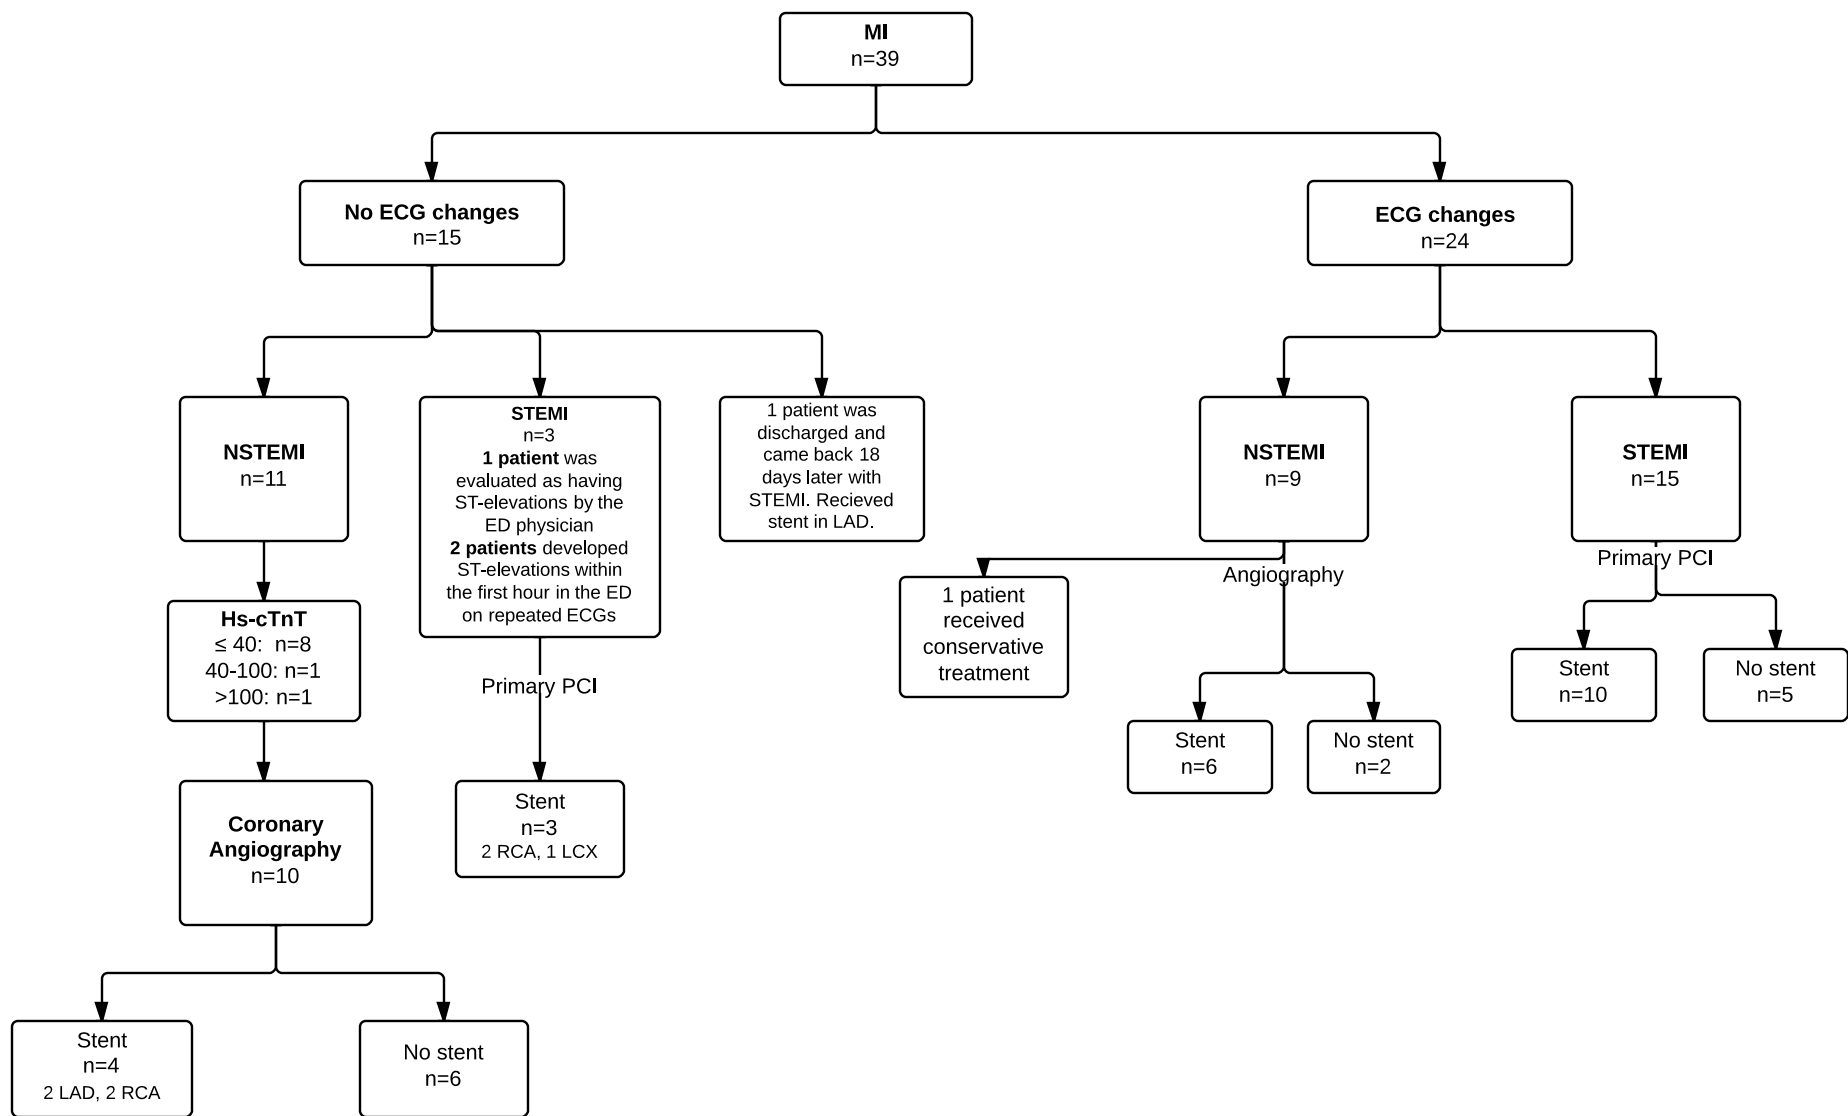 MI
n=39
No ECG changes
n=15
ECG changes
n=24
NSTEMI
n=11
STEMI
n=3
1 patient was
evaluated as having
ST-elevations by the
ED physician
2 patients developed
ST-elevations within
the first hour in the ED
on repeated ECGs
1 patient was
discharged and
came back 18
days later with
STEMI. Recieved
stent in LAD.
NSTEMI
n=9
STEMI
n=15
Hs-cTnT
≤ 40: n=8
40-100: n=1
>100: n=1
Primary PCI
1 patient
received
conservative
treatment
Angiography
Primary PCI
Stent
n=6
No stent
n=2
Stent
n=10
No stent
n=5
Coronary
Angiography
n=10
Stent
n=3
2 RCA, 1 LCX
Stent
n=4
2 LAD, 2 RCA
No stent
n=6